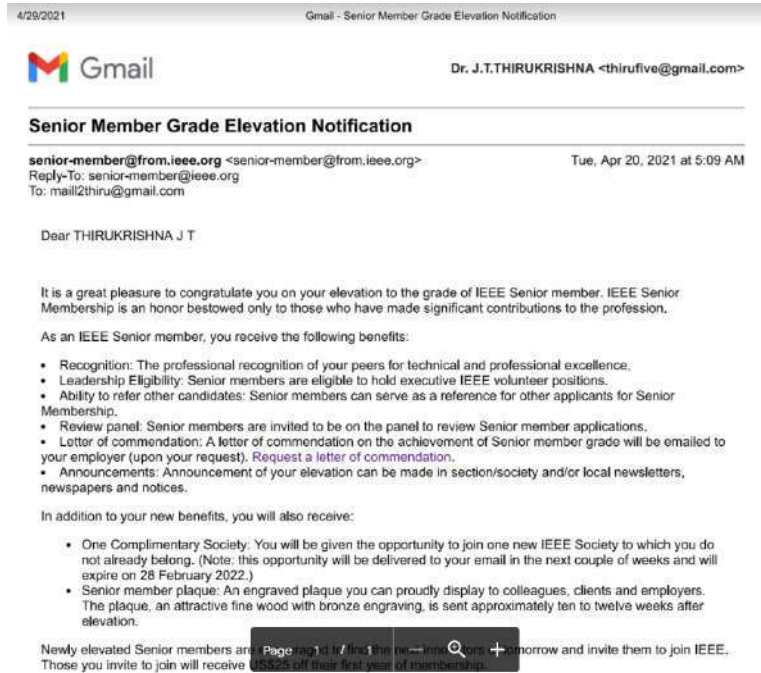 4/29/2021 Gmail - Senior Member Grade Elevation Notification
Gmail Dr. J.T.THIRUKRISHNA <thirufive@gmail.com>
Senior Member Grade Elevation Notification
senior-member@from.ieee.org <senior-member@from.ieee.org> Tue, Apr 20, 2021 at 5:09 AM
Reply-To: senior-member@ieee.org
To: maill2thiru@gmail.com
Dear THIRUKRISHNA J T
It is a great pleasure to congratulate you on your elevation to the grade of IEEE Senior member. IEEE Senior
Membership is an honor bestowed only to those who have made significant contributions to the profession.
As an IEEE Senior member, you receive the following benefits:
• Recognition: The professional recognition of your peers for technical and professional excellence.
• Leadership Eligibility: Senior members are eligible to hold executive IEEE volunteer positions.
• Ability to refer other candidates: Senior members can serve as a reference for other applicants for Senior
Membership.
• Review panel: Senior members are invited to be on the panel to review Senior member applications.
• Letter of commendation: A letter of commendation on the achievement of Senior member grade will be emailed to
your employer (upon your request). Request a letter of commendation.
• Announcements: Announcement of your elevation can be made in section/society and/or local newsletters,
newspapers and notices.
In addition to your new benefits, you will also receive:
• One Complimentary Society: You will be given the opportunity to join one new IEEE Society to which you do
not already belong. (Note: this opportunity will be delivered to your email in the next couple of weeks and will
expire on 28 February 2022.)
• Senior member plaque: An engraved plaque you can proudly display to colleagues, clients and employers.
The plaque, an attractive fine wood with bronze engraving, is sent approximately ten to twelve weeks after
elevation.
Newly elevated Senior members are Page 1 / 1 morrow and invite them to join IEEE.
Those you invite to join will receive US$25 off their first year of membership.